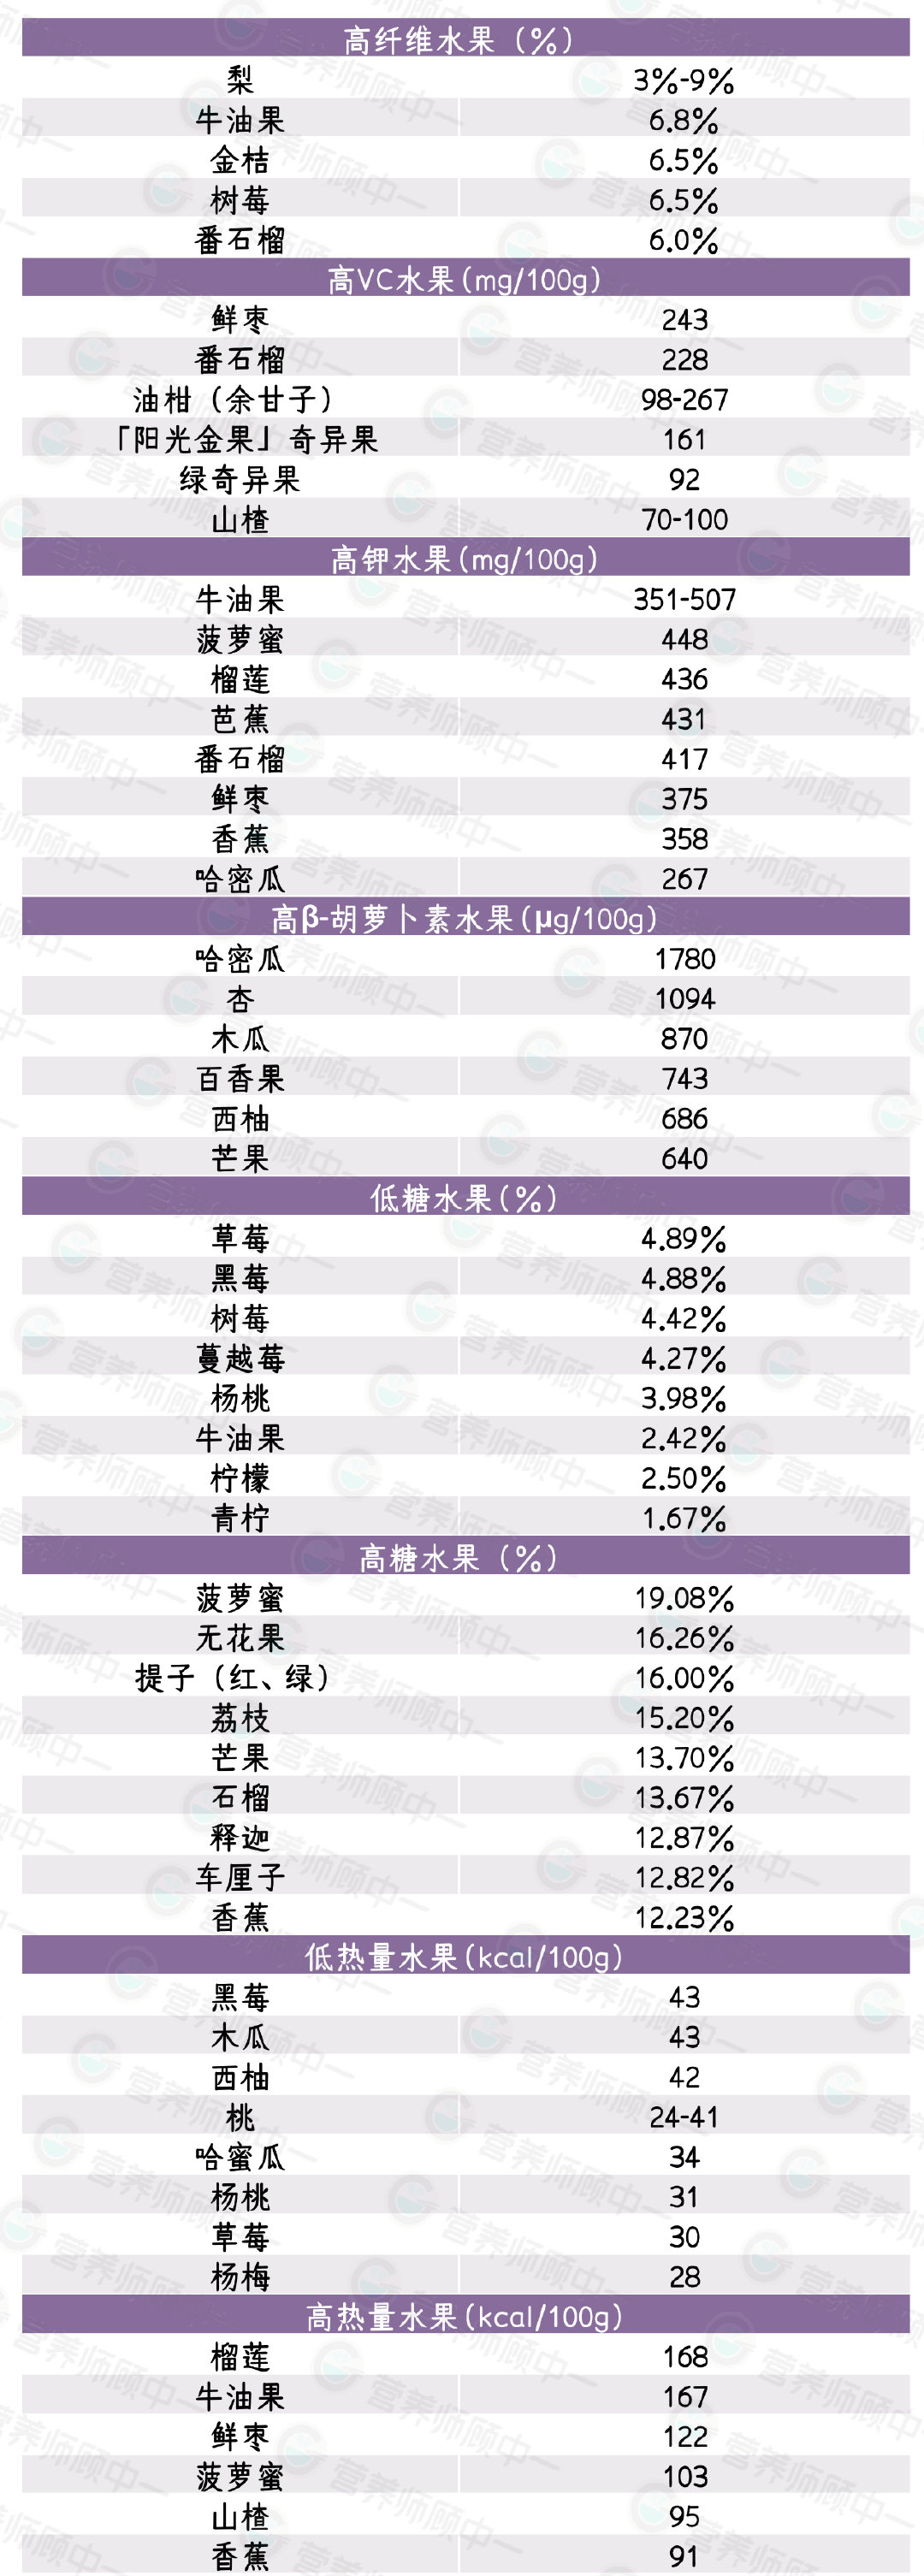 高纤维水果（%）
梨 3%-9%
牛油果 6.8%
金桔 6.5%
树莓 6.5%
番石榴 6.0%
高VC水果(mg/100g)
鲜枣 243
番石榴 228
油柑（余甘子） 98-267
「阳光金果」奇异果 161
绿奇异果 92
山楂 70-100
高钾水果(mg/100g)
牛油果 351-507
菠萝蜜 448
榴莲 436
芭蕉 431
番石榴 417
鲜枣 375
香蕉 358
哈密瓜 267
高β-胡萝卜素水果(μg/100g)
哈密瓜 1780
杏 1094
木瓜 870
百香果 743
西柚 686
芒果 640
低糖水果(%)
草莓 4.89%
黑莓 4.88%
树莓 4.42%
蔓越莓 4.27%
杨桃 3.98%
牛油果 2.42%
柠檬 2.50%
青柠 1.67%
高糖水果（%）
菠萝蜜 19.08%
无花果 16.26%
提子（红、绿） 16.00%
荔枝 15.20%
芒果 13.70%
石榴 13.67%
释迦 12.87%
车厘子 12.82%
香蕉 12.23%
低热量水果(kcal/100g)
黑莓 43
木瓜 43
西柚 42
桃 24-41
哈蜜瓜 34
杨桃 31
草莓 30
杨梅 28
高热量水果(kcal/100g)
榴莲 168
牛油果 167
鲜枣 122
菠萝蜜 103
山楂 95
香蕉 91
营养师顾中一